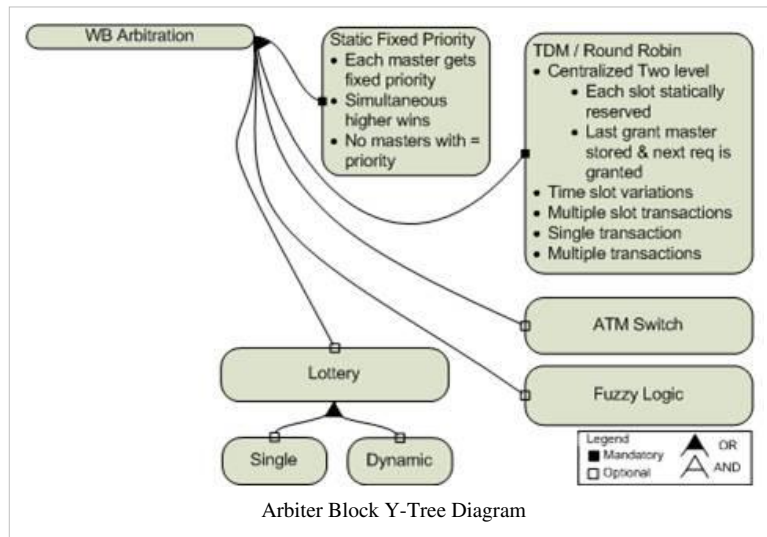 WB Arbitration
Static Fixed Priority
• Each master gets
fixed priority
• Simultaneous
higher wins
• No masters with =
priority
TDM / Round Robin
• Centralized Two level
• Each slot statically
reserved
• Last grant master
stored & next req is
granted
• Time slot variations
• Multiple slot transactions
• Single transaction
• Multiple transactions
ATM Switch
Lottery
Fuzzy Logic
Single
Dynamic
Legend
Mandatory
Optional
OR
AND
Arbiter Block Y-Tree Diagram